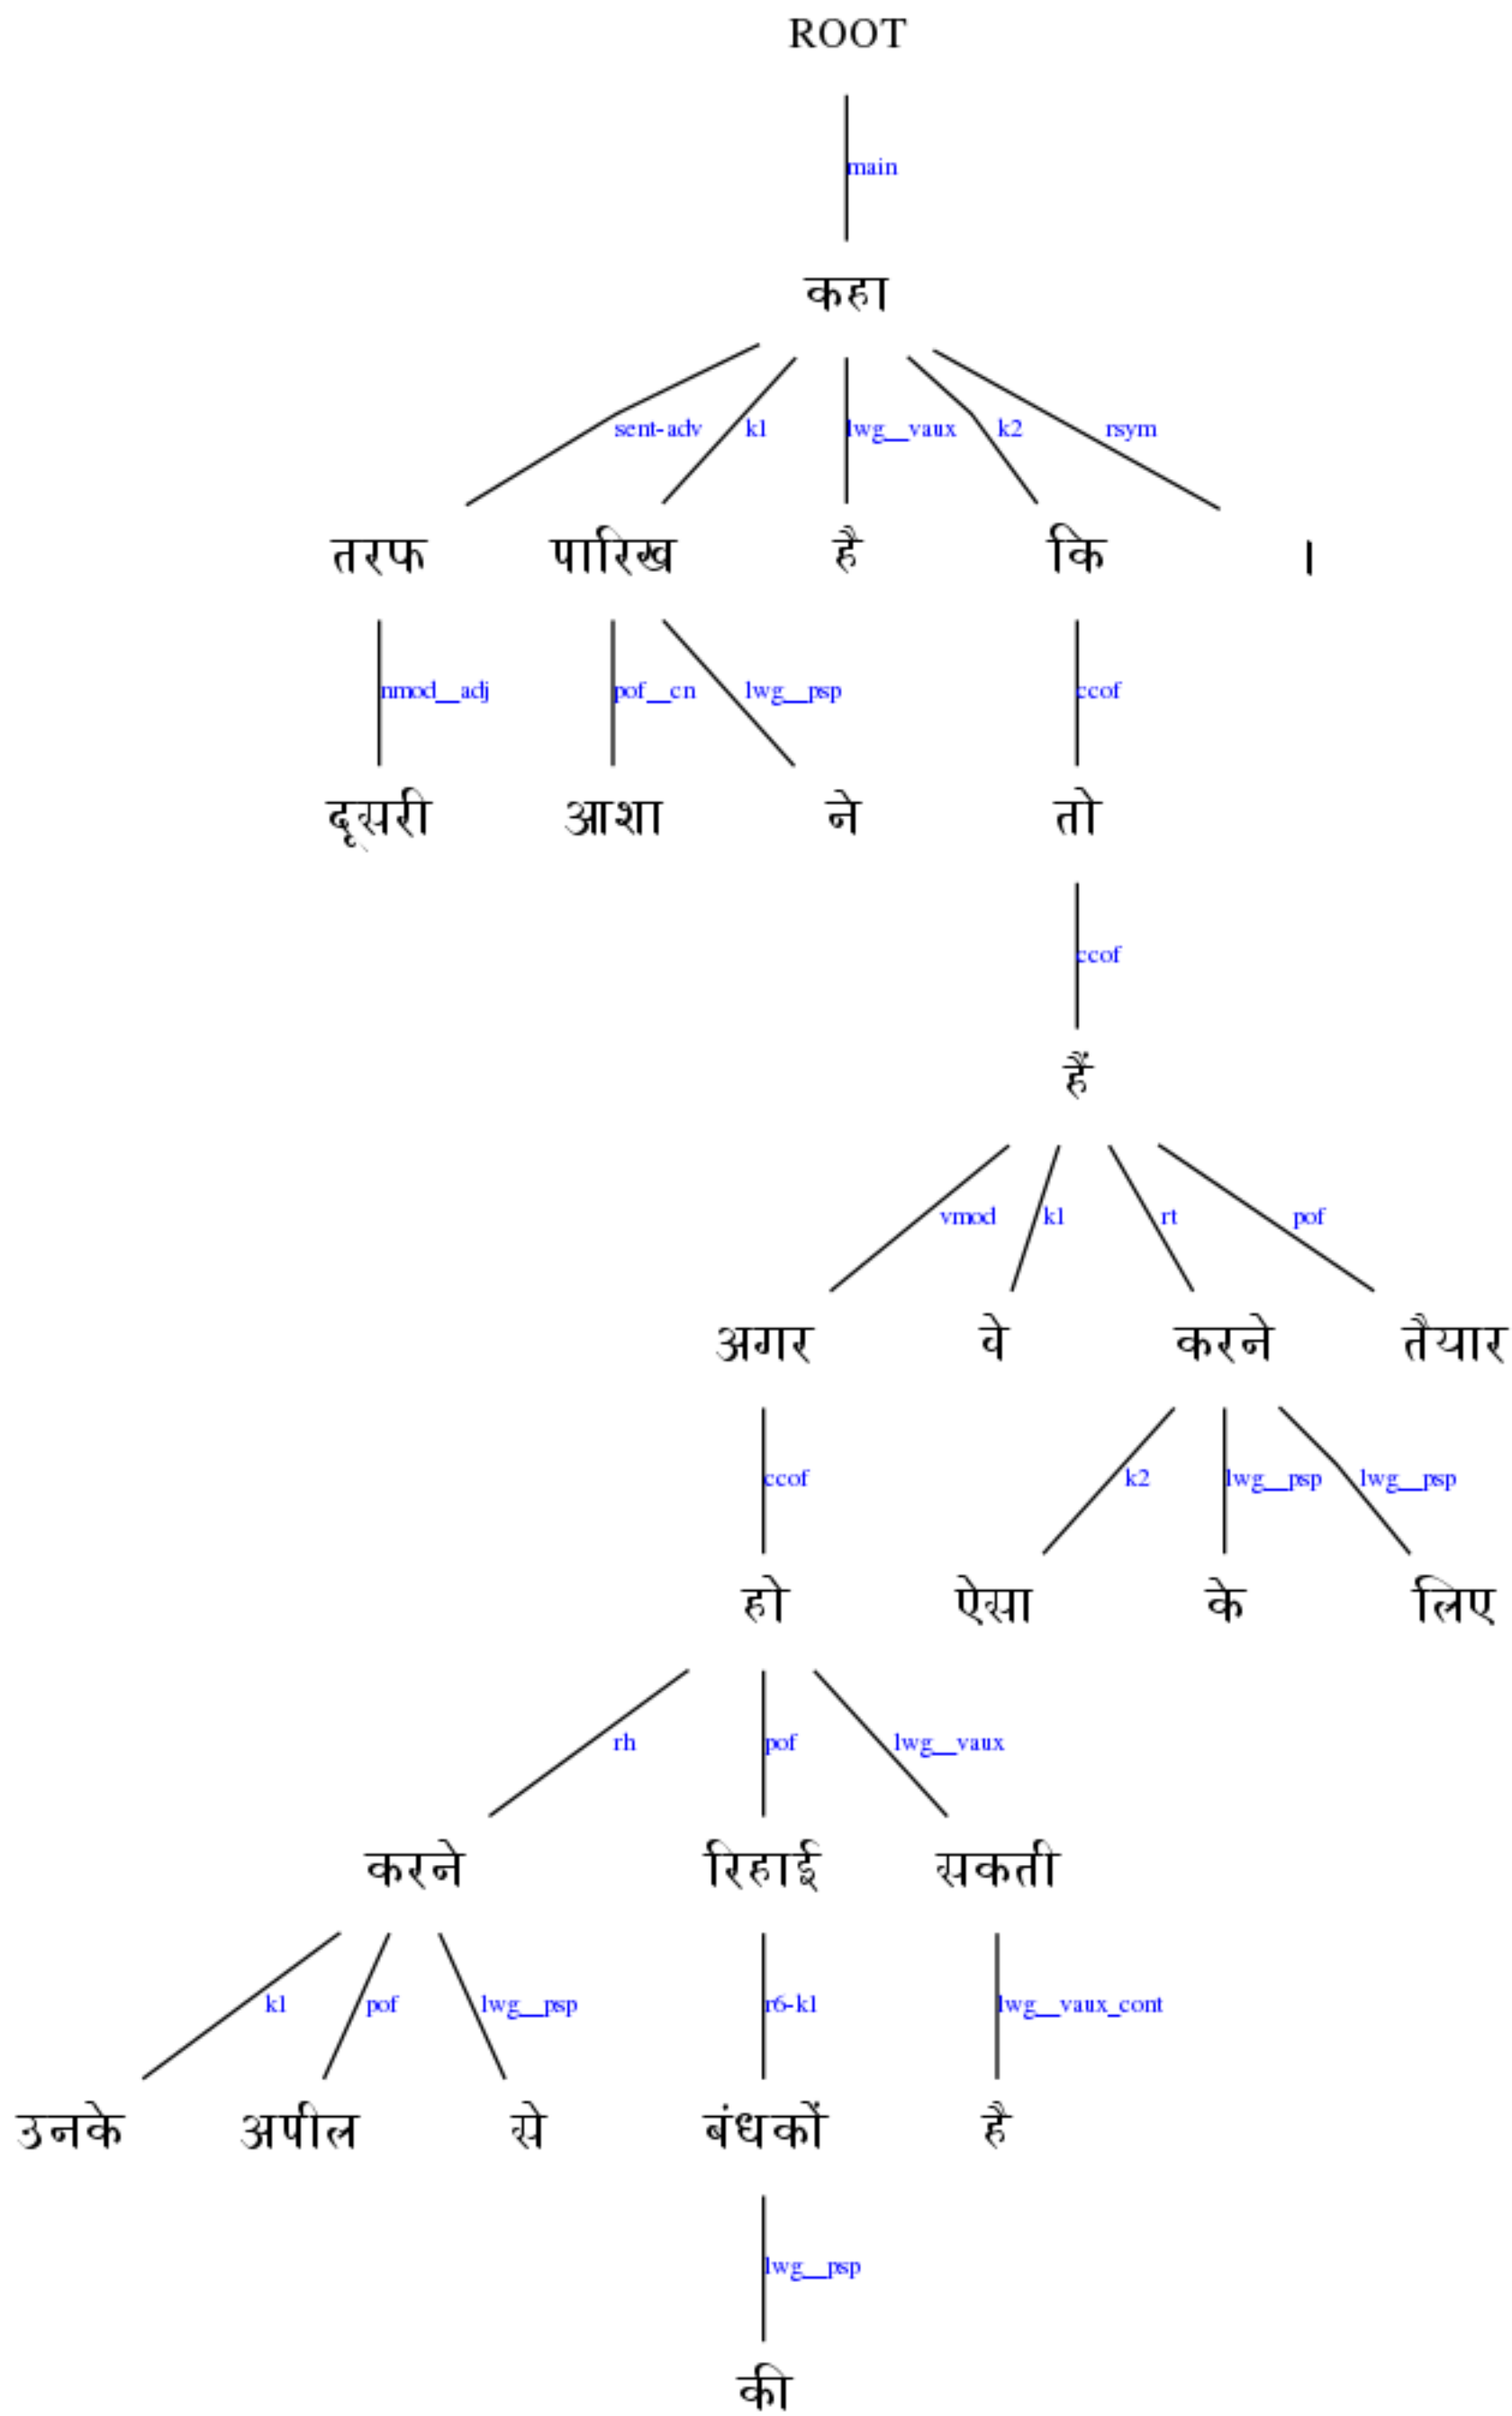 ROOT
main
कहा
sent-adv k1 lwg__vaux k2 rsym
तरफ पारिख है कि ।
nmod__adj pof__cn lwg__psp ccof
दूसरी आशा ने तो
ccof
हैं
vmod k1 rt pof
अगर वे करने तैयार
ccof k2 lwg__psp lwg__psp
हो ऐसा के लिए
rh pof lwg__vaux
करने रिहाई सकती
k1 pof lwg__psp r6-k1 lwg__vaux_cont
उनके अपील से बंधकों है
lwg__psp
की